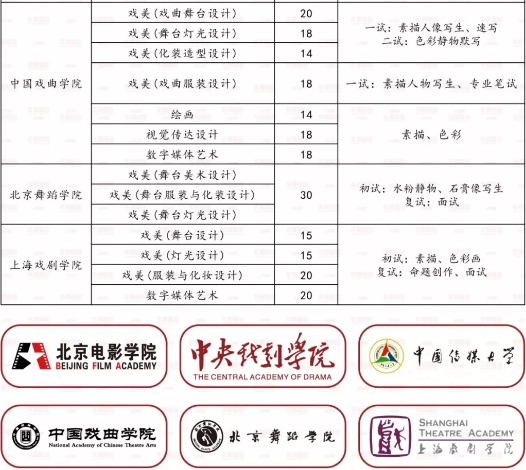 戏美(戏曲舞台设计) 20
戏美(舞台灯光设计) 18
戏美(化装造型设计) 14
一试：素描人像写生、速写
二试：色彩静物默写
中国戏曲学院
戏美(戏曲服装设计) 18 一试：素描人物写生、专业笔试
绘画 14
视觉传达设计 18 素描、色彩
数字媒体艺术 18
北京舞蹈学院
戏美(舞台美术设计)
戏美(舞台服装与化装设计) 30
戏美(舞台灯光设计)
初试：水粉静物、石膏像写生
复试：面试
上海戏剧学院
戏美(舞台设计) 15
戏美(灯光设计) 15
戏美(服装与化妆设计) 20
数字媒体艺术 20
初试：素描、色彩画
复试：命题创作、面试
北京电影学院
BEIJING FILM ACADEMY
中央戏剧学院
THE CENTRAL ACADEMY OF DRAMA
中国传媒大学
中国戏曲学院
National Academy of Chinese Theatre Arts
北京舞蹈学院
SHANGHAI
THEATRE ACADEMY
上海戏剧学院